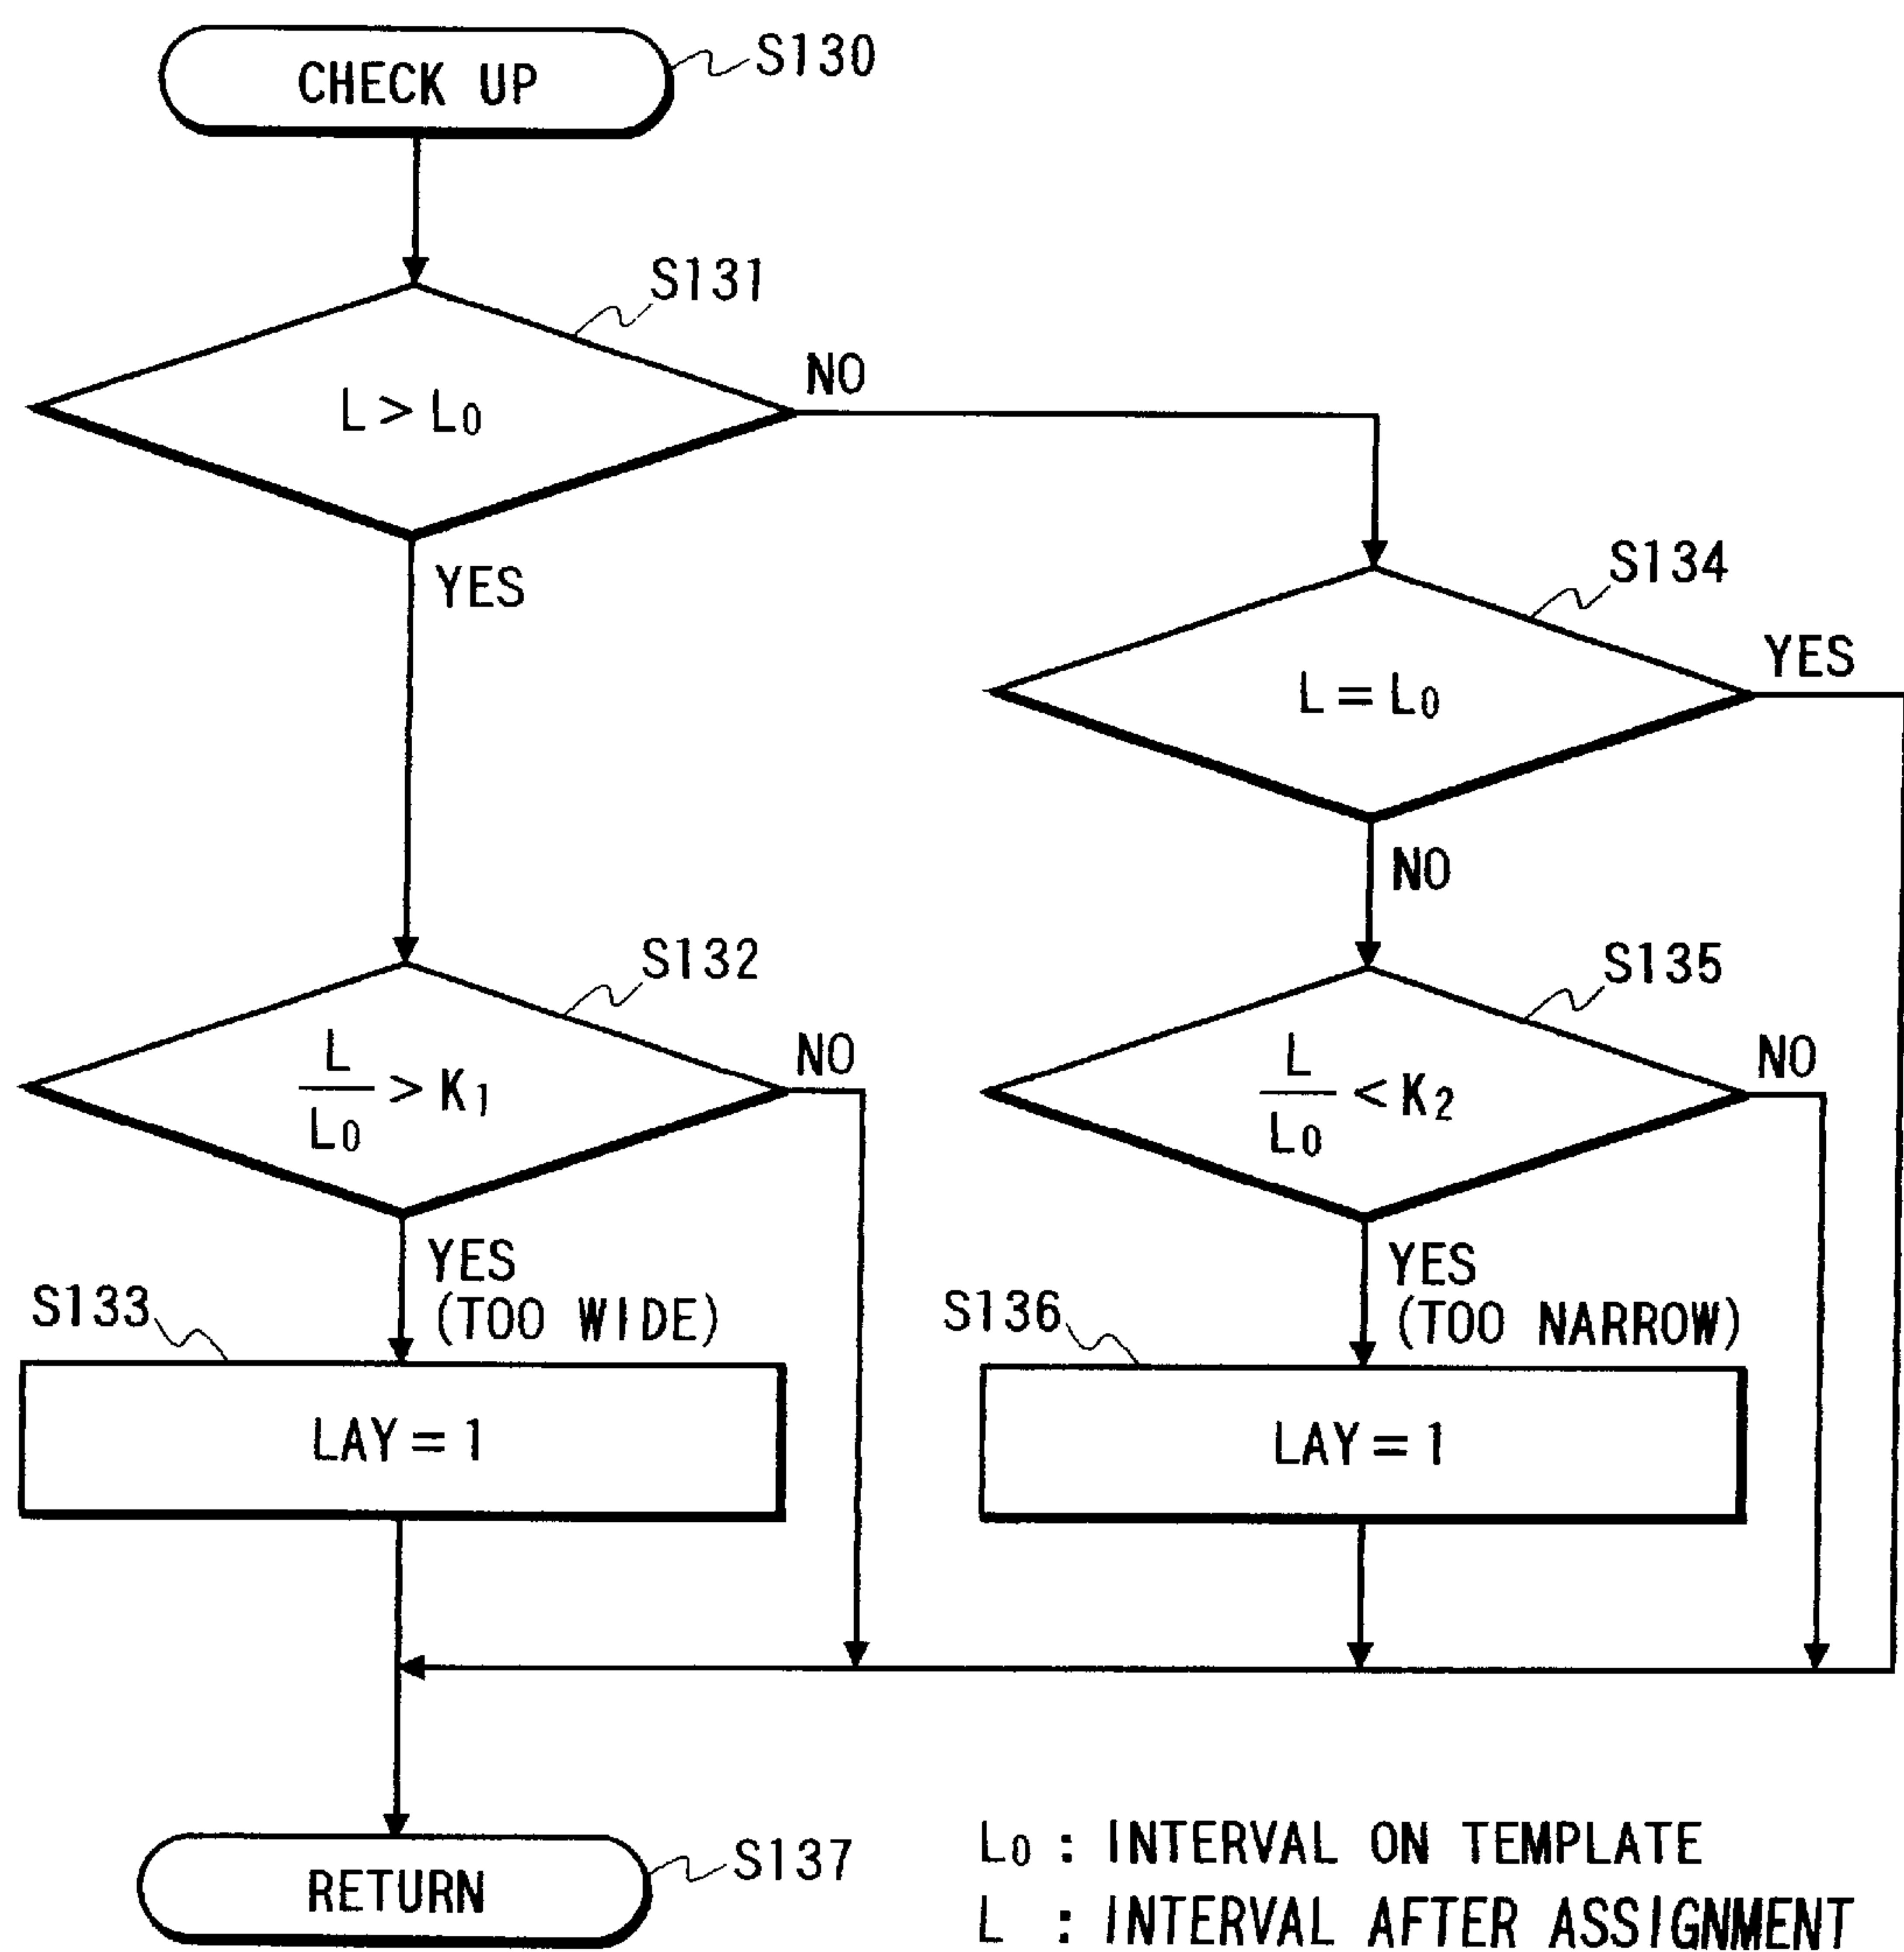 CHECK UP
S130
S131
L > L0
NO
YES
S134
L = L0
YES
NO
S132
L
L0
> K1
NO
S135
L
L0
< K2
NO
YES
(TOO WIDE)
S133
YES
(TOO NARROW)
S136
LAY = 1
LAY = 1
RETURN
S137
L0 : INTERVAL ON TEMPLATE
L : INTERVAL AFTER ASSIGNMENT